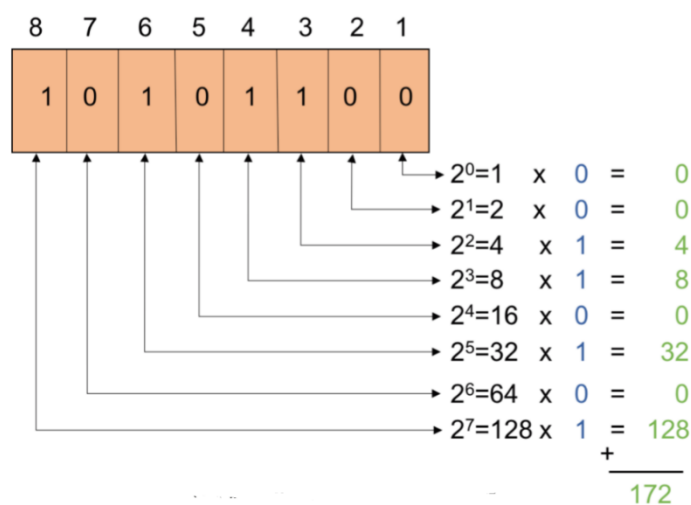 8 7 6 5 4 3 2 1
1 0 1 0 1 1 0 0
2⁰=1 x 0 = 0
2¹=2 x 0 = 0
2²=4 x 1 = 4
2³=8 x 1 = 8
2⁴=16 x 0 = 0
2⁵=32 x 1 = 32
2⁶=64 x 0 = 0
2⁷=128 x 1 = 128
+
172